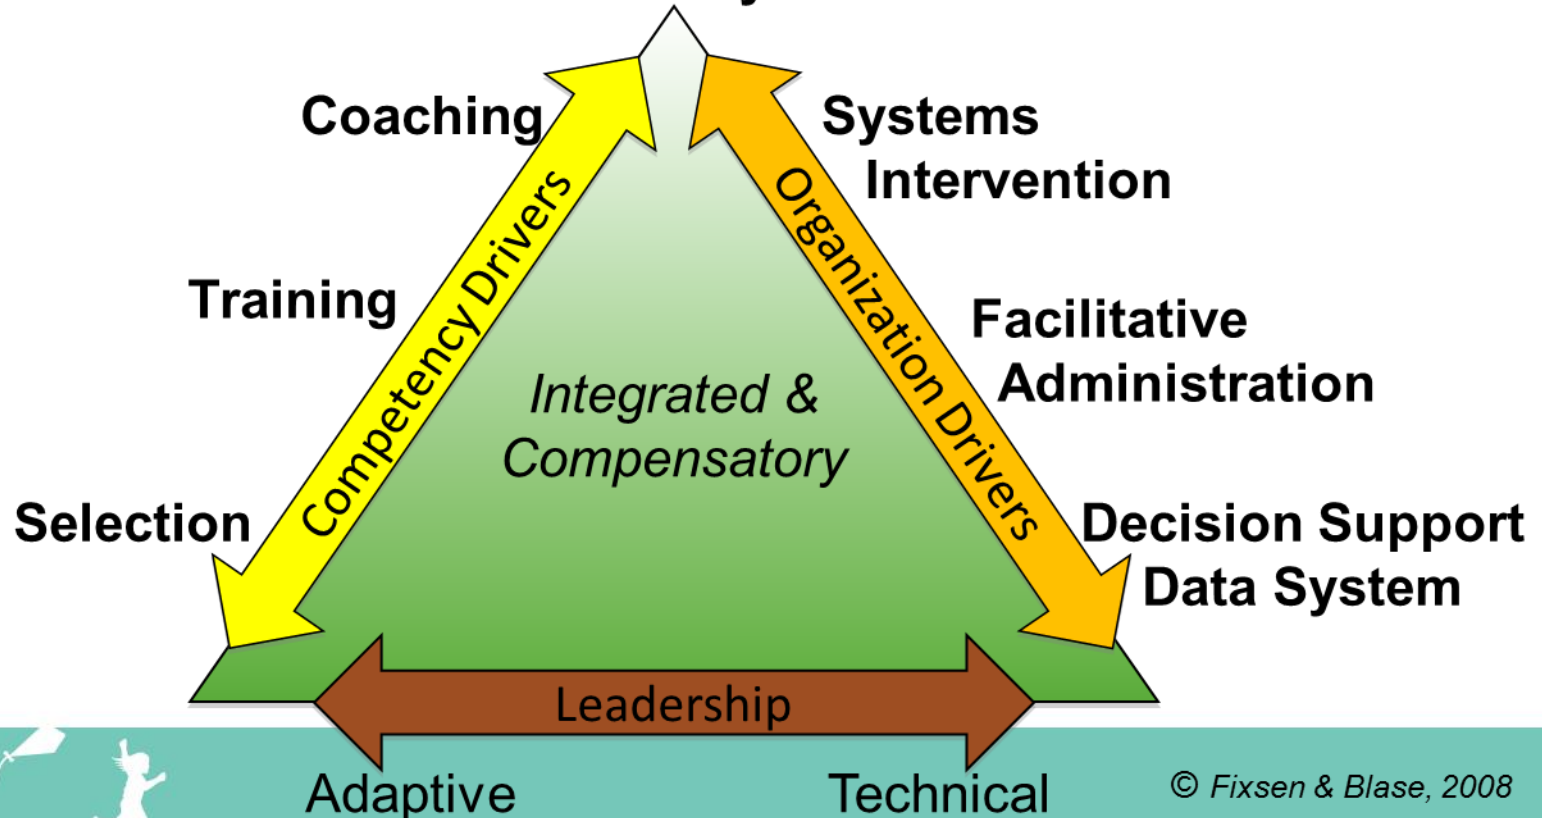 Coaching
Training
Selection
Competency Drivers
Integrated &
Compensatory
Organization Drivers
Systems
Intervention
Facilitative
Administration
Decision Support
Data System
Leadership
Adaptive
Technical
© Fixsen & Blase, 2008